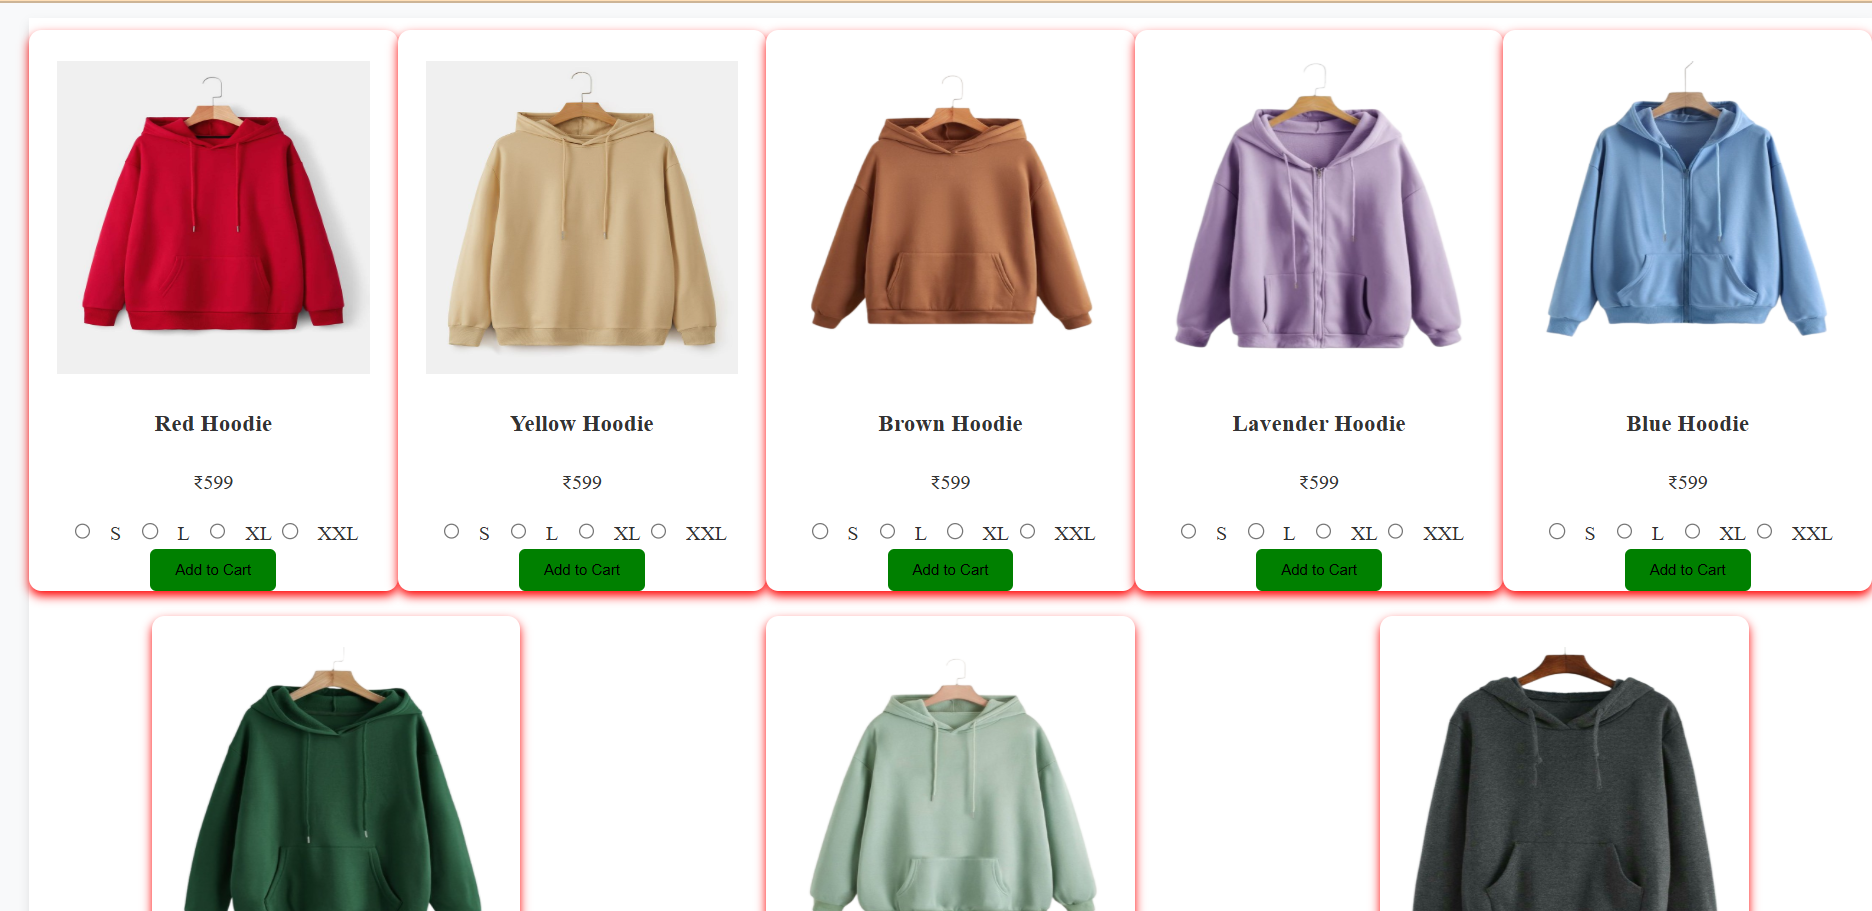 Red Hoodie
₹599
S L XL XXL
Add to Cart
Yellow Hoodie
₹599
S L XL XXL
Add to Cart
Brown Hoodie
₹599
S L XL XXL
Add to Cart
Lavender Hoodie
₹599
S L XL XXL
Add to Cart
Blue Hoodie
₹599
S L XL XXL
Add to Cart